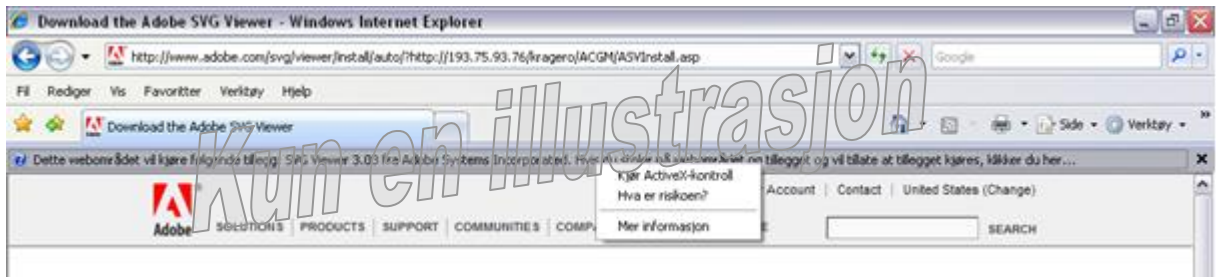 Download the Adobe SVG Viewer - Windows Internet Explorer
http://www.adobe.com/svg/viewer/install/auto/?http://193.75.93.76/kragero/ACGM/ASVInstall.asp
Google
Fil Rediger Vis Favoritter Verktøy Hjelp
Download the Adobe SVG Viewer
Side
Verktøy
Dette webområdet vil kjøre følgende tillegg: SVG Viewer 3.03 fra Adobe Systems Incorporated. Hvis du stoler på webområdet og tillegget og vil tillate at tillegget kjøres, klikker du her...
Kun en illustrasjon
Kjør ActiveX-kontroll
Hva er risikoen?
Mer informasjon
Account | Contact | United States (Change)
Adobe
SOLUTIONS | PRODUCTS | SUPPORT | COMMUNITIES
SEARCH